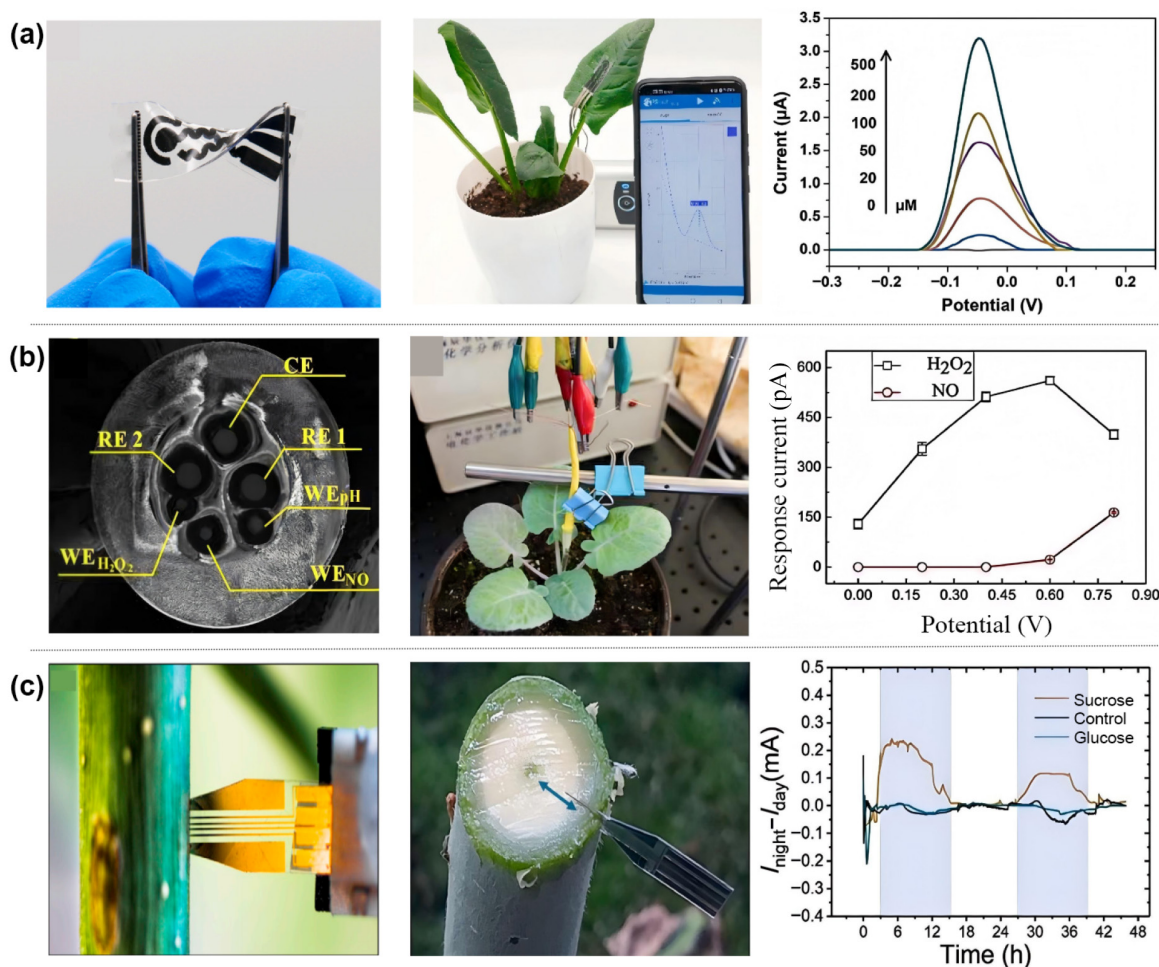 (a)
3.5
3.0
2.5
2.0
1.5
1.0
0.5
0.0
Current (µA)
500
200
100
50
20
0 µM
−0.3 −0.2 −0.1 0.0 0.1 0.2
Potential (V)
(b)
CE
RE 2
RE 1
WEpH
WEH₂O₂
WENO
600
450
300
150
0
Response current (pA)
H₂O₂
NO
0.00 0.15 0.30 0.45 0.60 0.75 0.90
Potential (V)
(c)
0.5
0.4
0.3
0.2
0.1
0.0
−0.1
−0.2
−0.3
−0.4
Inight−Iday(mA)
Sucrose
Control
Glucose
0 6 12 18 24 30 36 42 48
Time (h)